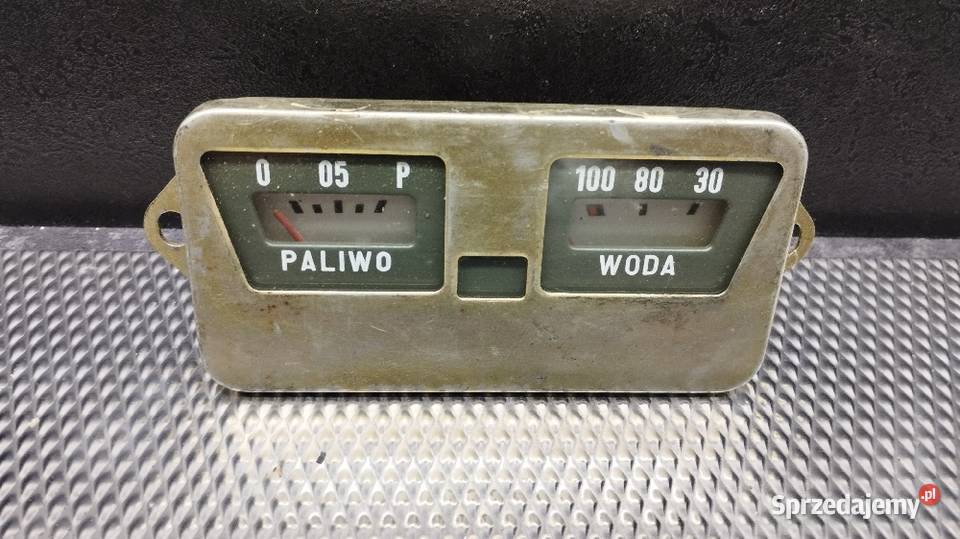 0 05 P
PALIWO
100 80 30
WODA
Sprzedajemy.pl